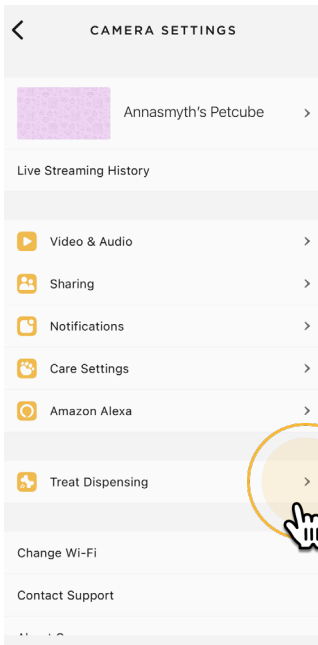 CAMERA SETTINGS
Annasmyth's Petcube
Live Streaming History
Video & Audio
Sharing
Notifications
Care Settings
Amazon Alexa
Treat Dispensing
Change Wi-Fi
Contact Support